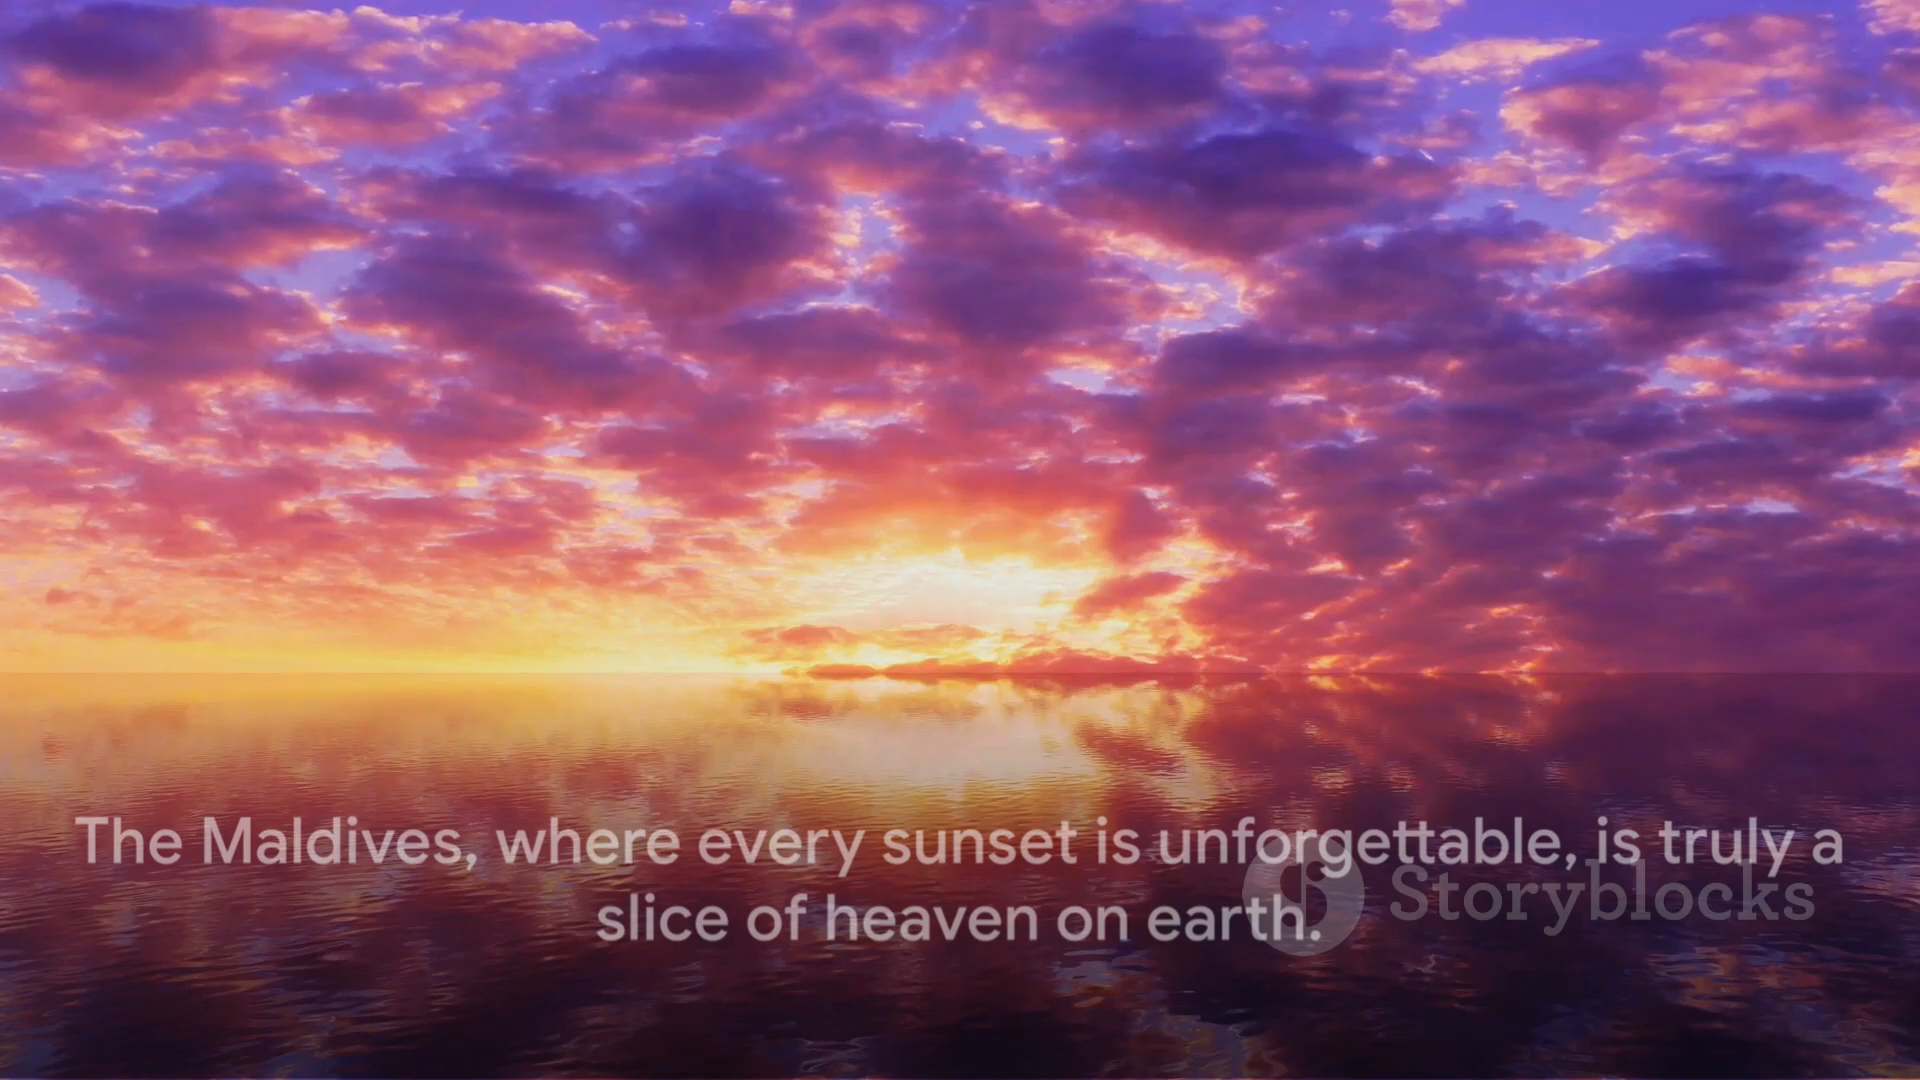 The Maldives, where every sunset is unforgettable, is truly a
slice of heaven on earth.
Storyblocks